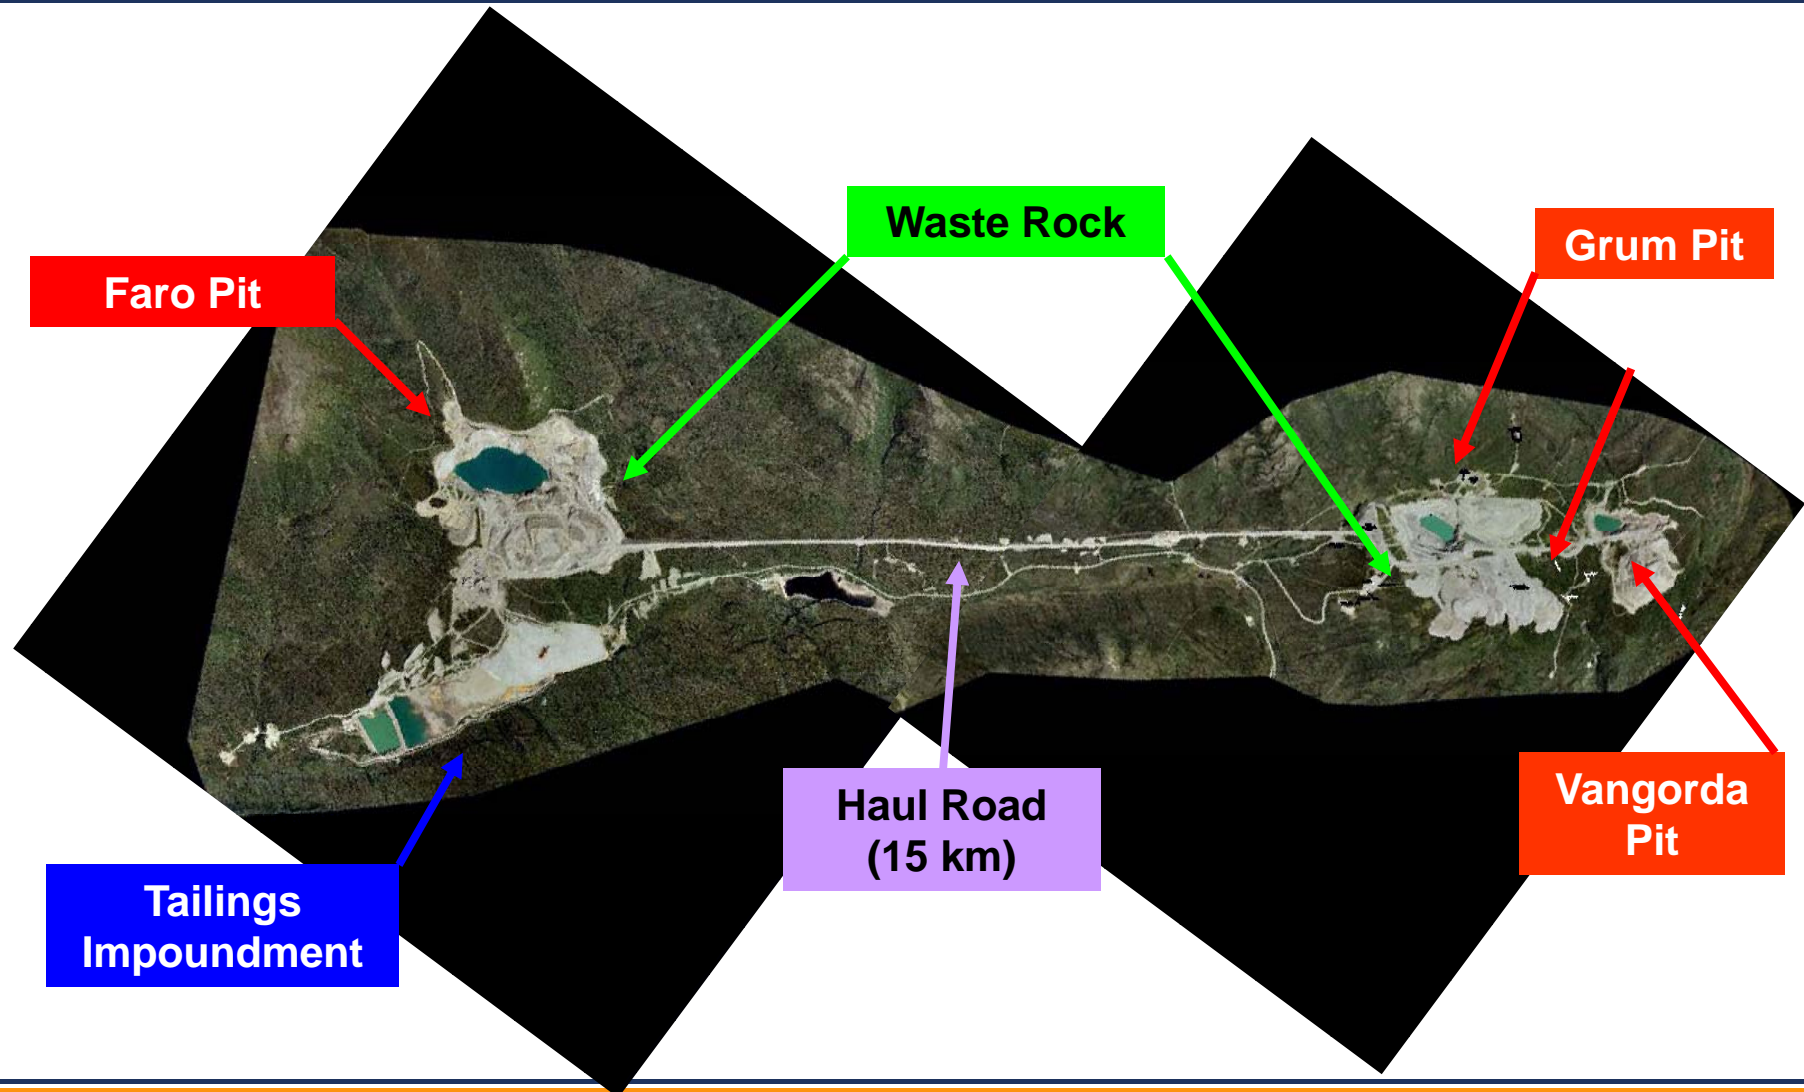 Waste Rock
Grum Pit
Faro Pit
Haul Road
(15 km)
Vangorda
Pit
Tailings
Impoundment